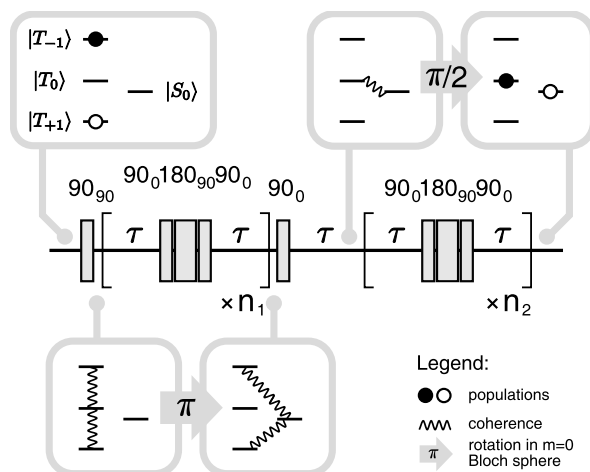 |T₋₁⟩
|T₀⟩ |S₀⟩
|T₊₁⟩
π/2
90₉₀ 90₀180₉₀90₀ 90₀ 90₀180₉₀90₀
τ τ τ τ τ
×n₁ ×n₂
π
Legend:
populations
coherence
π rotation in m=0
Bloch sphere